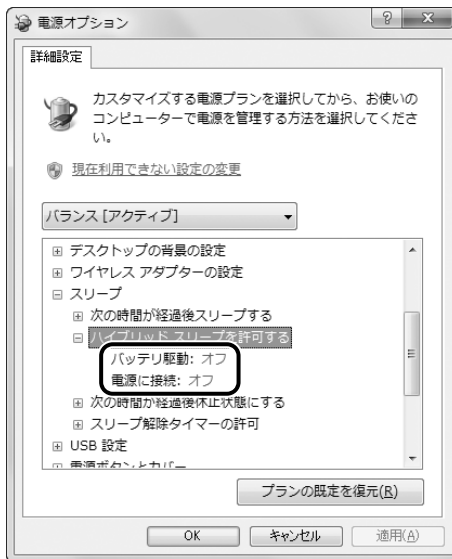 電源オプション
詳細設定
カスタマイズする電源プランを選択してから、お使いの
コンピューターで電源を管理する方法を選択してくださ
い。
現在利用できない設定の変更
バランス [アクティブ]
デスクトップの背景の設定
ワイヤレス アダプターの設定
スリープ
次の時間が経過後スリープする
ハイブリッド スリープを許可する
バッテリ駆動: オフ
電源に接続: オフ
次の時間が経過後休止状態にする
スリープ解除タイマーの許可
USB 設定
電源ボタンとカバー
プランの既定を復元(R)
OK キャンセル 適用(A)